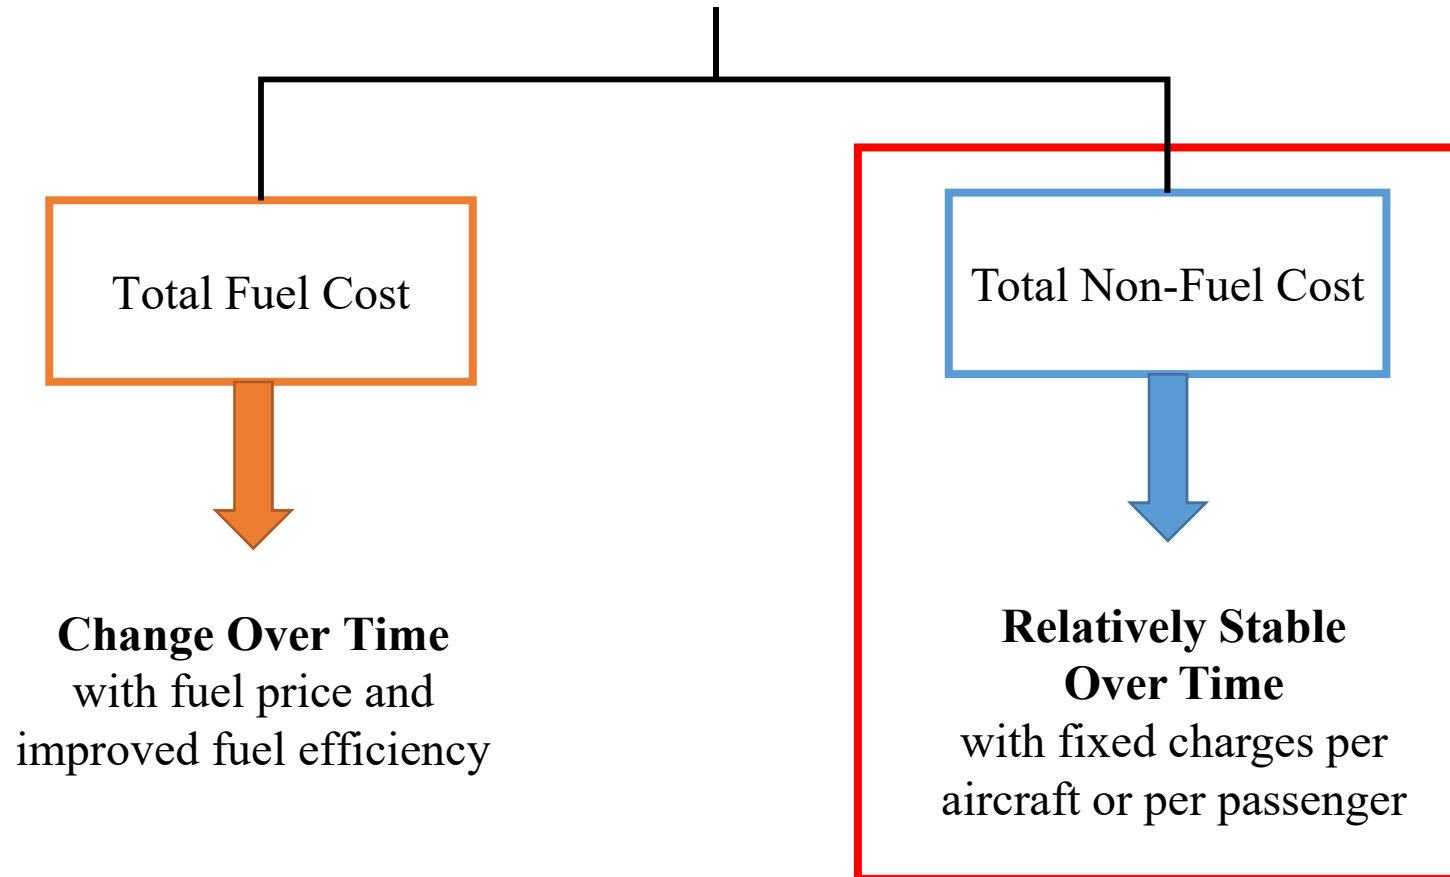 Total Fuel Cost
Change Over Time
with fuel price and
improved fuel efficiency
Total Non-Fuel Cost
Relatively Stable
Over Time
with fixed charges per
aircraft or per passenger